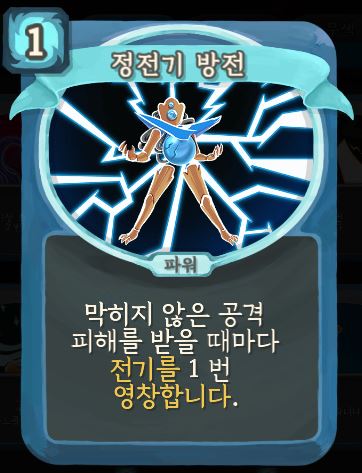 1
정전기 방전
파워
막히지 않은 공격
피해를 받을 때마다
전기를 1 번
영창합니다.